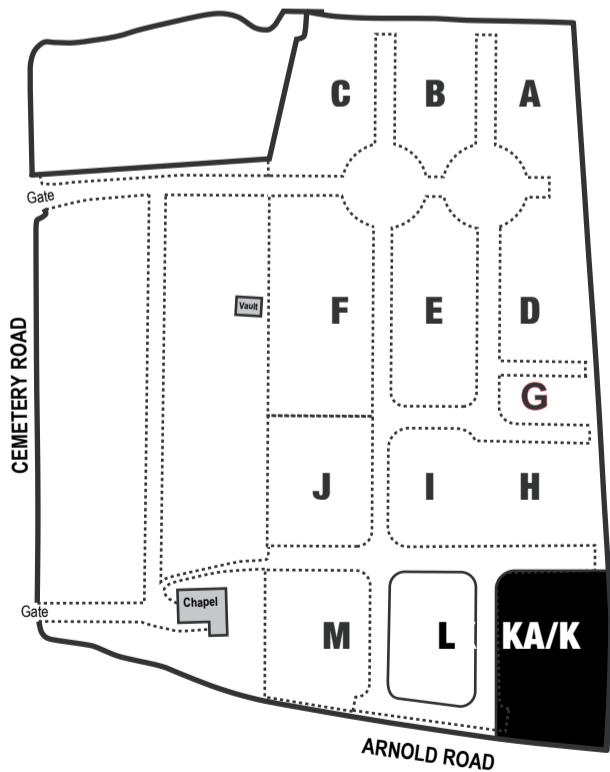 C B A
Gate
Vault
F E D
G
CEMETERY ROAD
J I H
Chapel
Gate
M L KA/K
ARNOLD ROAD